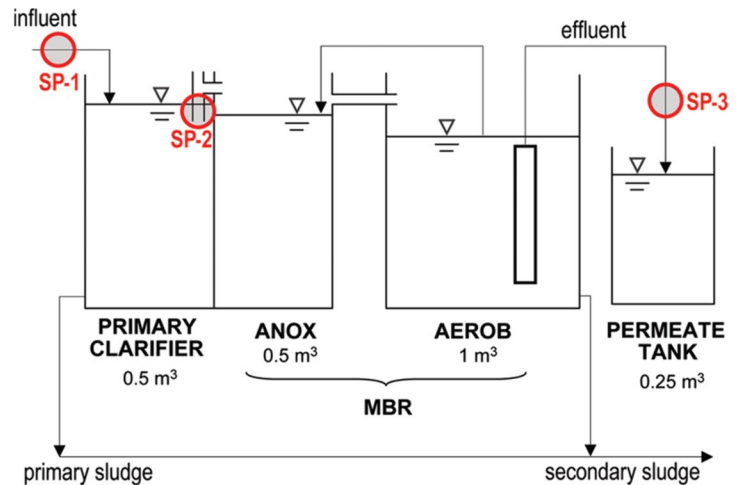 influent
SP-1
SP-2
effluent
SP-3
PRIMARY
CLARIFIER
0.5 m³
ANOX
0.5 m³
AEROB
1 m³
PERMEATE
TANK
0.25 m³
MBR
primary sludge
secondary sludge